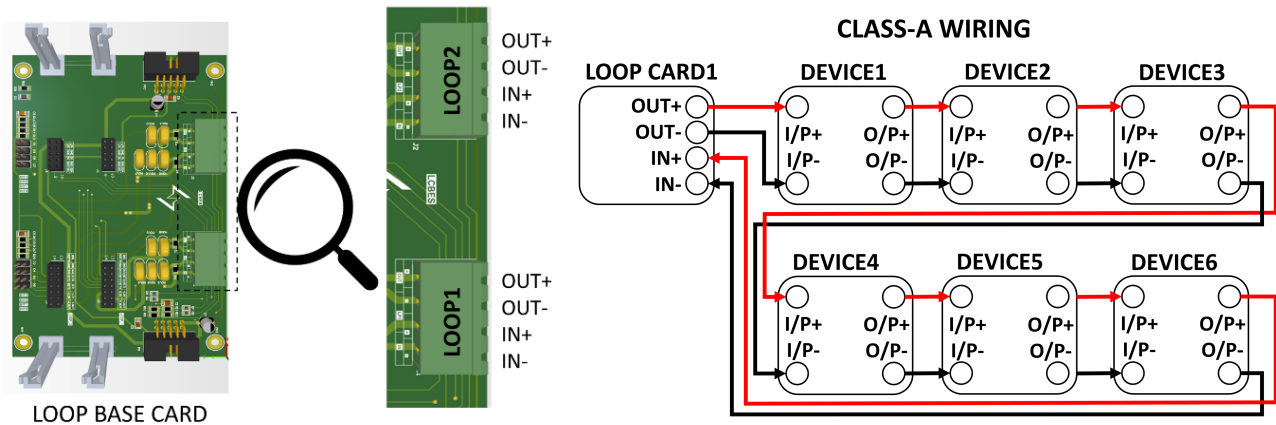 CLASS-A WIRING
LOOP BASE CARD
LOOP2
OUT+
OUT-
IN+
IN-
J2
LCBES
LOOP1
OUT+
OUT-
IN+
IN-
LOOP CARD1
OUT+
OUT-
IN+
IN-
DEVICE1
I/P+
I/P-
O/P+
O/P-
DEVICE2
I/P+
I/P-
O/P+
O/P-
DEVICE3
I/P+
I/P-
O/P+
O/P-
DEVICE4
I/P+
I/P-
O/P+
O/P-
DEVICE5
I/P+
I/P-
O/P+
O/P-
DEVICE6
I/P+
I/P-
O/P+
O/P-